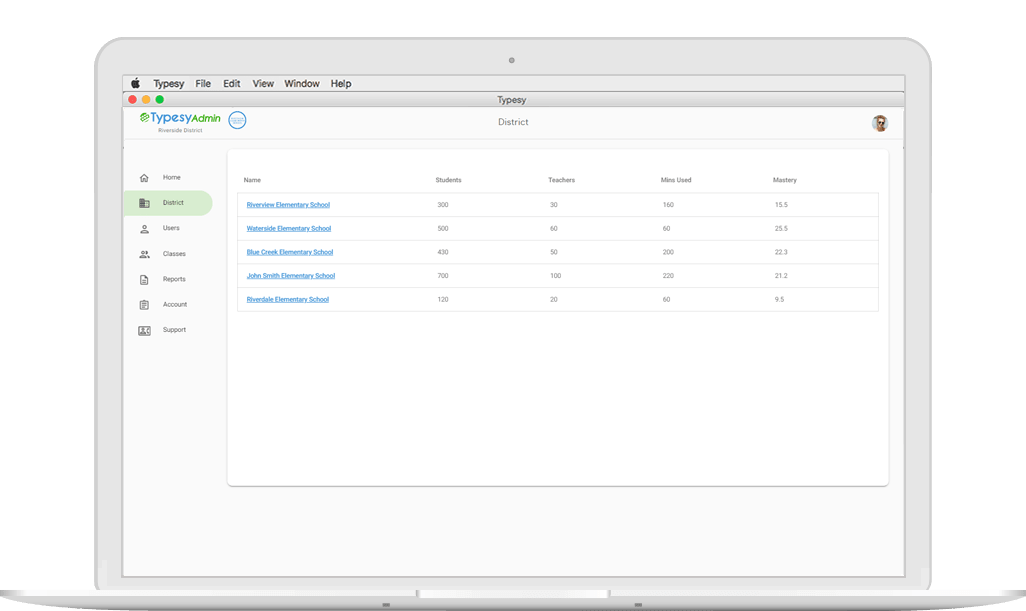 Typesy File Edit View Window Help
Typesy
TypesyAdmin
Riverside District
District
Home
District
Users
Classes
Reports
Account
Support
Name Students Teachers Mins Used Mastery
Riverview Elementary School 300 30 160 15.5
Waterside Elementary School 500 60 60 25.5
Blue Creek Elementary School 430 50 200 22.3
John Smith Elementary School 700 100 220 21.2
Riverdale Elementary School 120 20 60 9.5